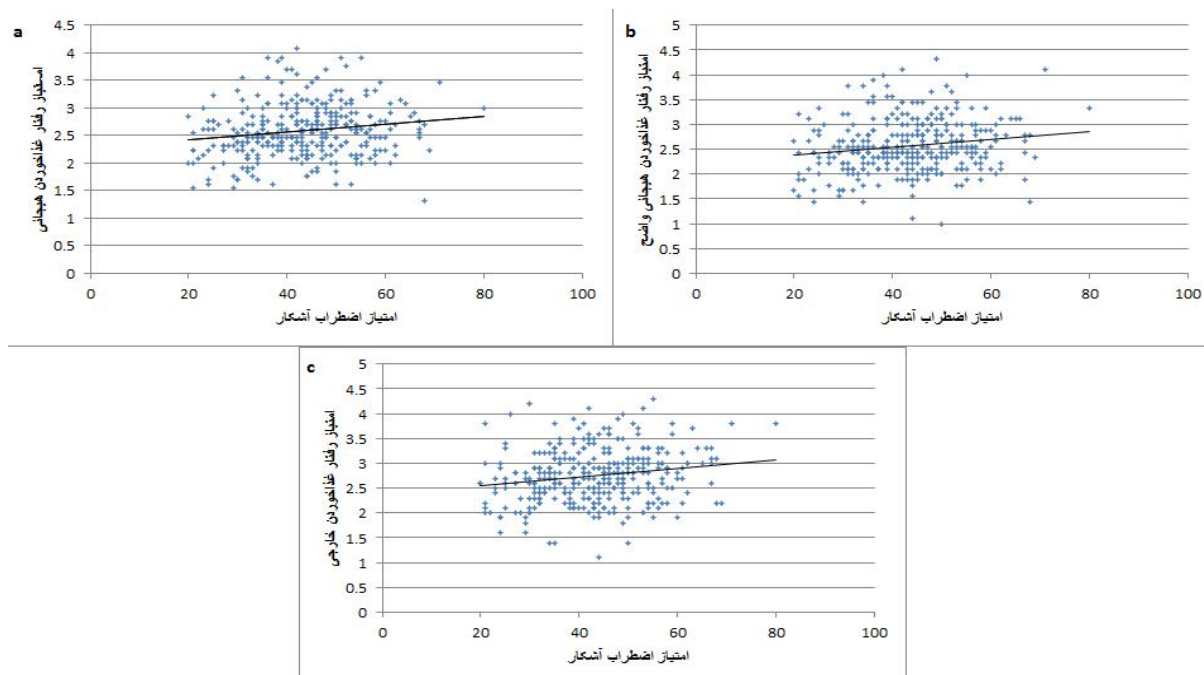 a
4.5
4
3.5
3
2.5
2
1.5
1
0.5
0
0 20 40 60 80 100
امتیاز رفتار غذاخوردن هیجانی
امتیاز اضطراب آشکار
b
5
4.5
4
3.5
3
2.5
2
1.5
1
0.5
0
0 20 40 60 80 100
امتیاز رفتار غذاخوردن هیجانی واضح
امتیاز اضطراب آشکار
c
5
4.5
4
3.5
3
2.5
2
1.5
1
0.5
0
0 20 40 60 80 100
امتیاز رفتار غذاخوردن خارجی
امتیاز اضطراب آشکار